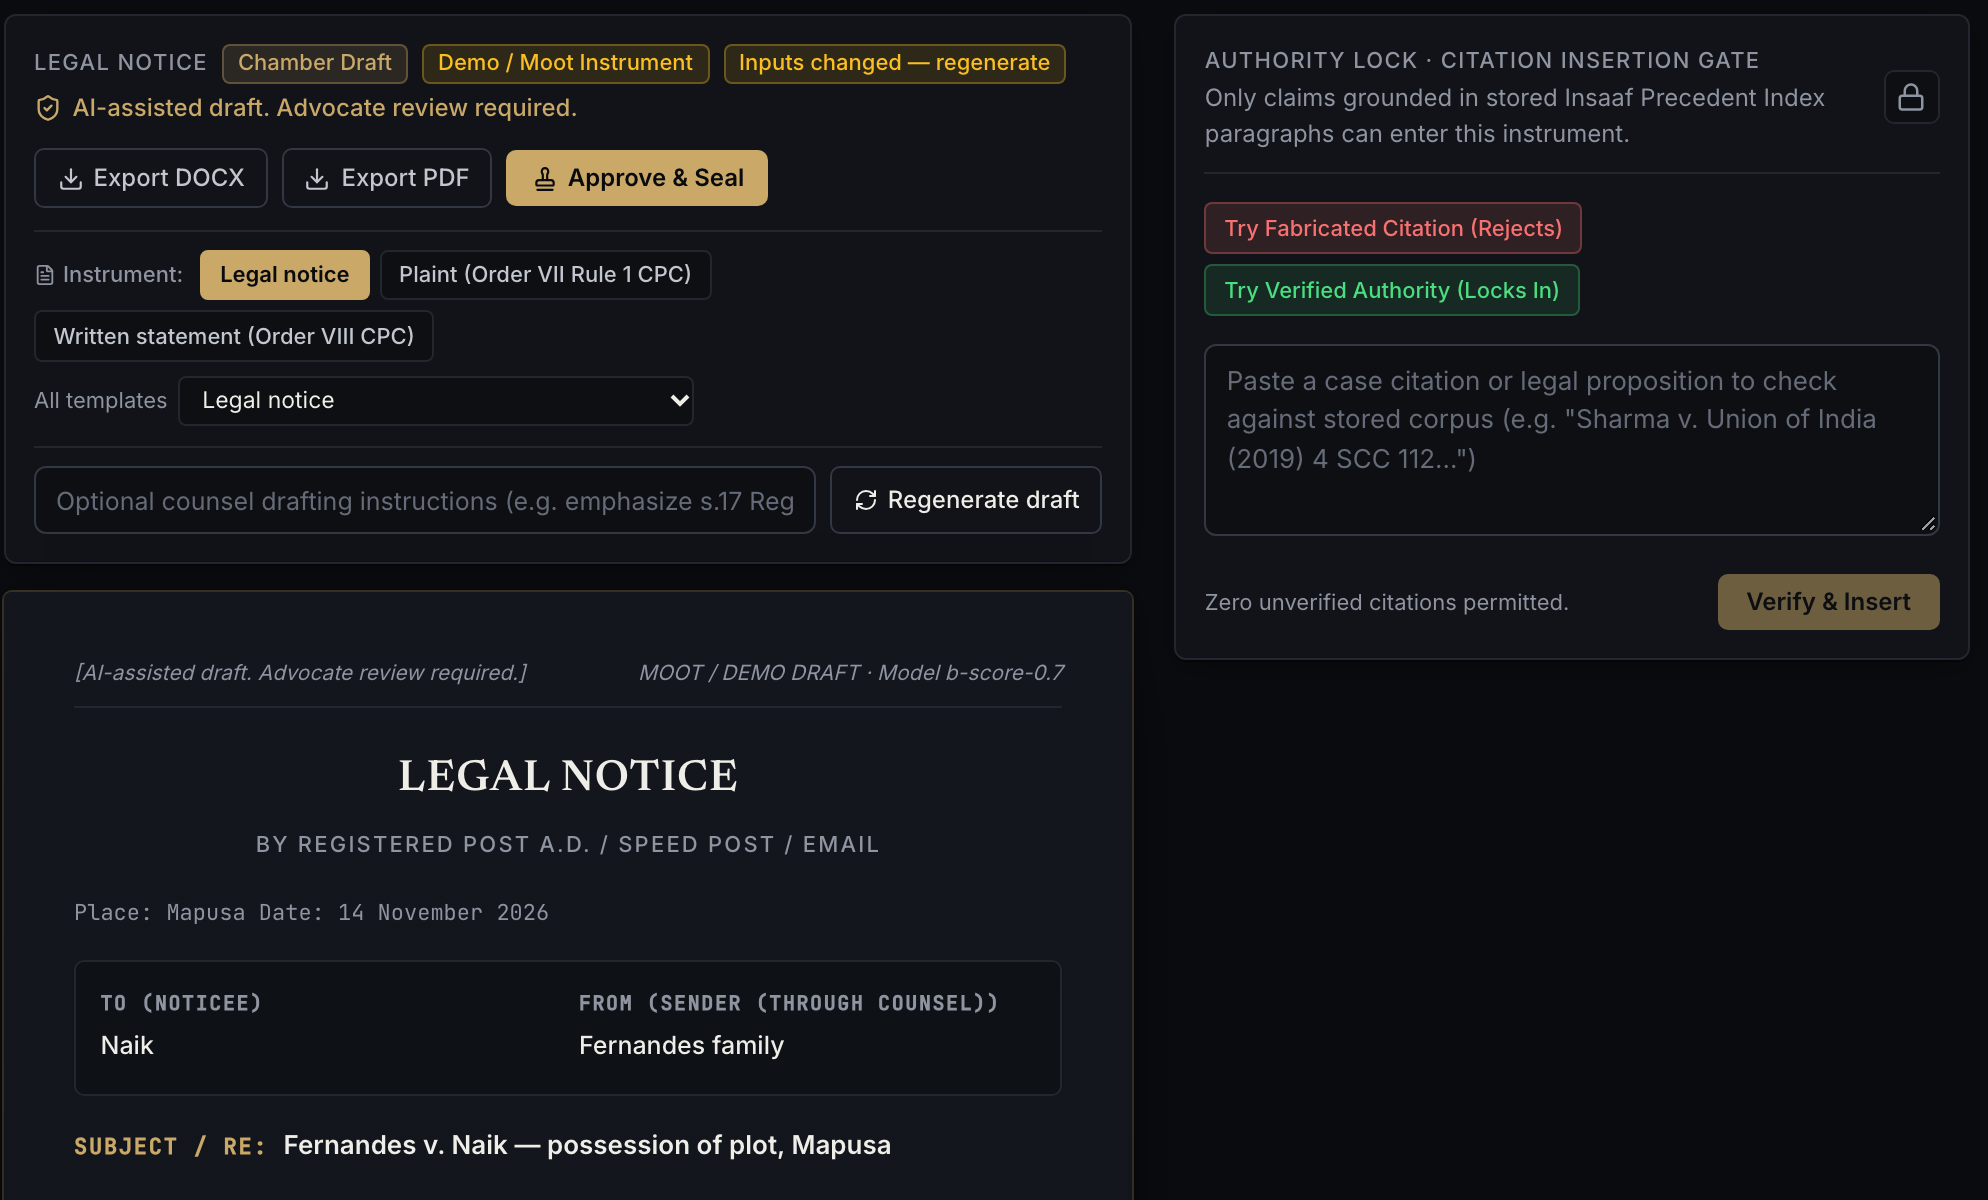 LEGAL NOTICE Chamber Draft Demo / Moot Instrument Inputs changed — regenerate
AI-assisted draft. Advocate review required.
Export DOCX Export PDF Approve & Seal
Instrument: Legal notice Plaint (Order VII Rule 1 CPC)
Written statement (Order VIII CPC)
All templates Legal notice
Optional counsel drafting instructions (e.g. emphasize s.17 Reg Regenerate draft
[AI-assisted draft. Advocate review required.] MOOT / DEMO DRAFT · Model b-score-0.7
LEGAL NOTICE
BY REGISTERED POST A.D. / SPEED POST / EMAIL
Place: Mapusa Date: 14 November 2026
TO (NOTICEE) FROM (SENDER (THROUGH COUNSEL))
Naik Fernandes family
SUBJECT / RE: Fernandes v. Naik — possession of plot, Mapusa
AUTHORITY LOCK · CITATION INSERTION GATE
Only claims grounded in stored Insaaf Precedent Index
paragraphs can enter this instrument.
Try Fabricated Citation (Rejects)
Try Verified Authority (Locks In)
Paste a case citation or legal proposition to check
against stored corpus (e.g. "Sharma v. Union of India
(2019) 4 SCC 112...")
Zero unverified citations permitted. Verify & Insert